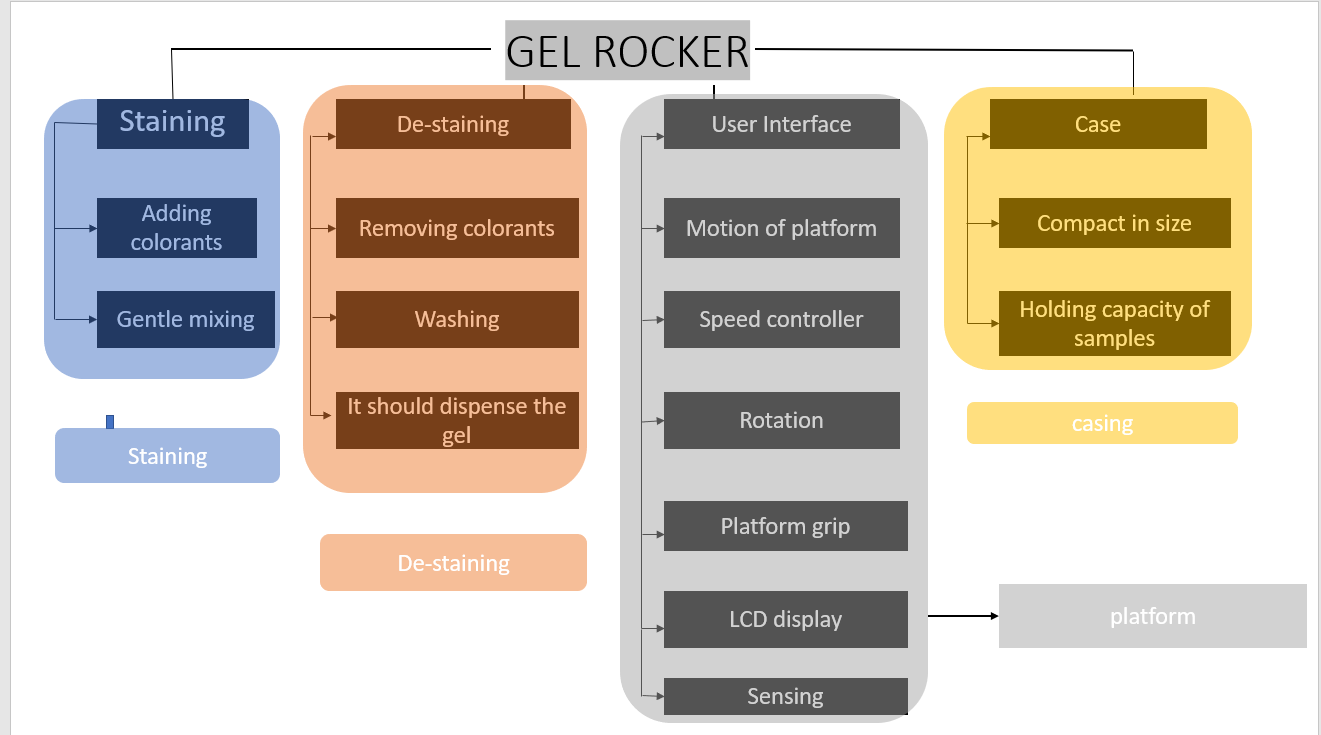 GEL ROCKER
Staining
Adding
colorants
Gentle mixing
Staining
De-staining
Removing colorants
Washing
It should dispense the
gel
De-staining
User Interface
Motion of platform
Speed controller
Rotation
Platform grip
LCD display
Sensing
platform
Case
Compact in size
Holding capacity of
samples
casing